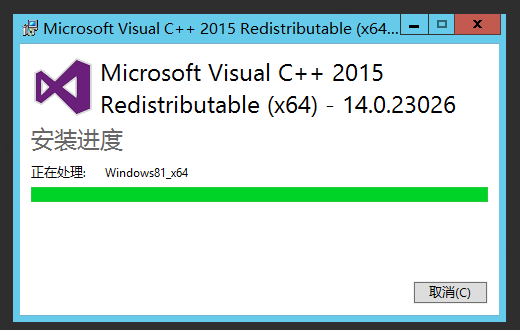 Microsoft Visual C++ 2015 Redistributable (x64...
Microsoft Visual C++ 2015
Redistributable (x64) - 14.0.23026
安装进度
正在处理: Windows81_x64
取消(C)